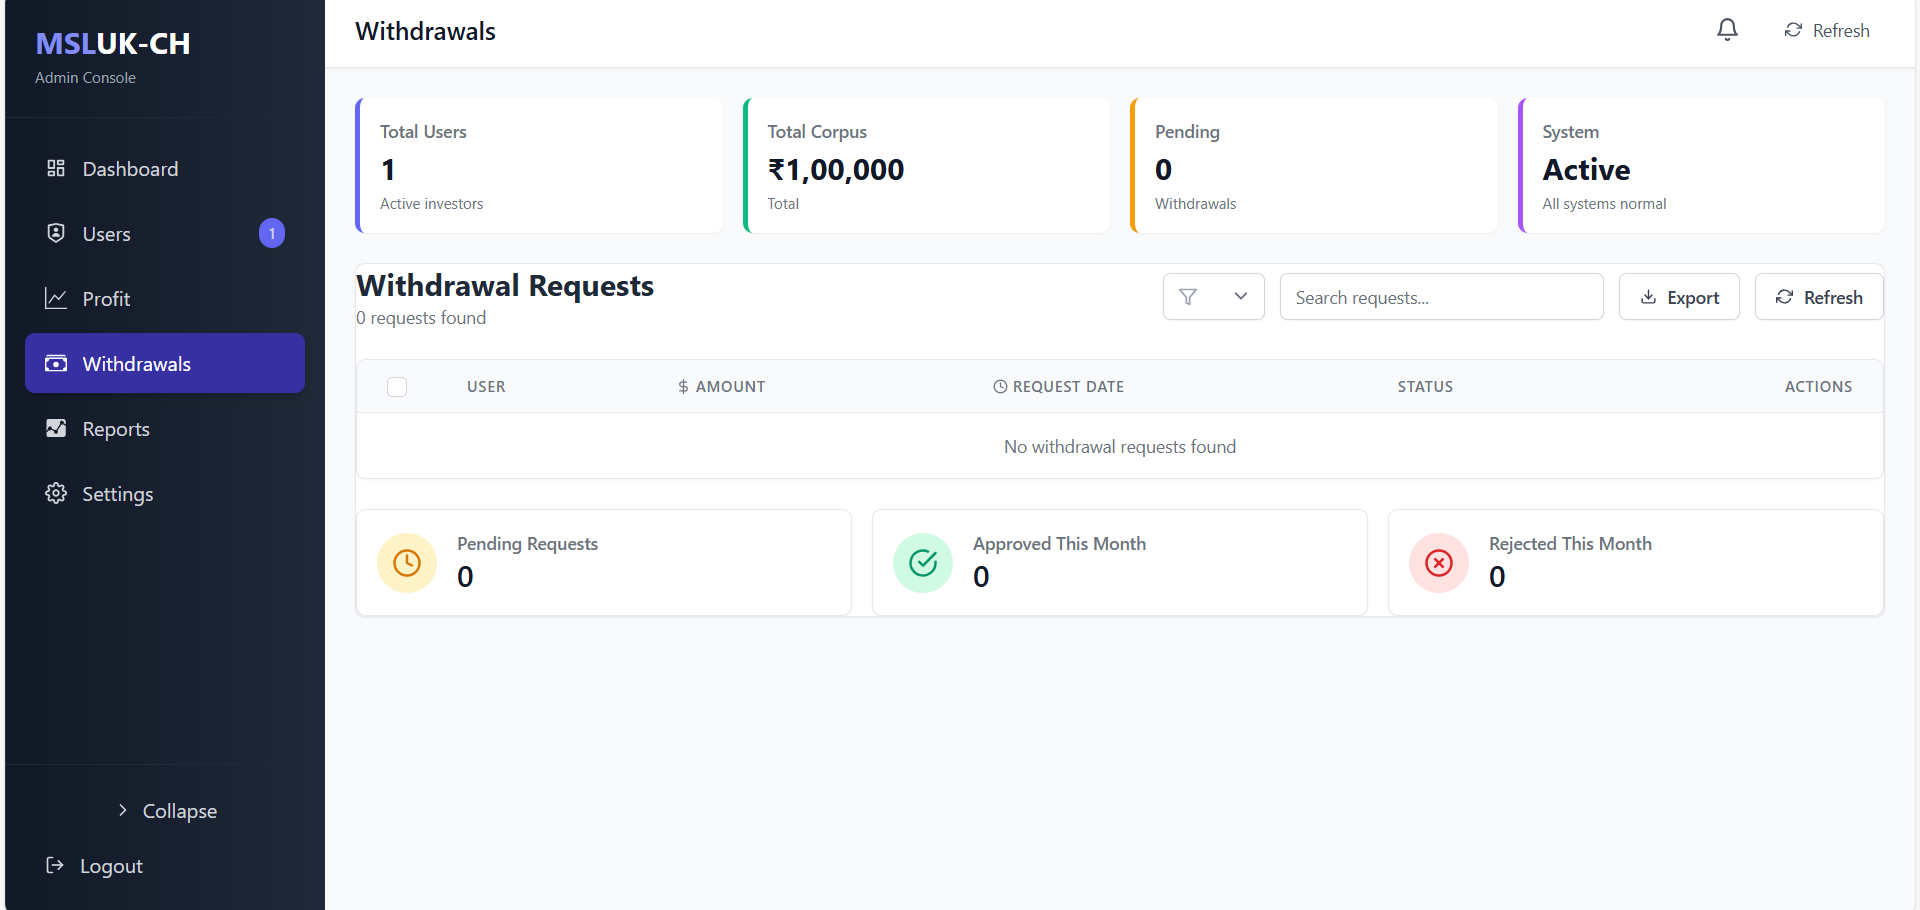 MSLUK-CH
Admin Console
Dashboard
Users 1
Profit
Withdrawals
Reports
Settings
Collapse
Logout
Withdrawals
Refresh
Total Users
1
Active investors
Total Corpus
₹1,00,000
Total
Pending
0
Withdrawals
System
Active
All systems normal
Withdrawal Requests
0 requests found
Search requests...
Export
Refresh
USER $ AMOUNT REQUEST DATE STATUS ACTIONS
No withdrawal requests found
Pending Requests
0
Approved This Month
0
Rejected This Month
0